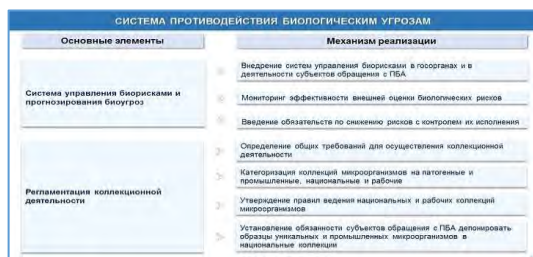 СИСТЕМА ПРОТИВОДЕЙСТВИЯ БИОЛОГИЧЕСКИМ УГРОЗАМ
Основные элементы
Механизм реализации
Система управления биорисками и
прогнозирования биоугроз
Внедрение систем управления биорисками в госорганах и в
деятельности субъектов обращения с ПБА
Мониторинг эффективности внешней оценки биологических рисков
Введение обязательств по снижению рисков с контролем их исполнения
Регламентация коллекционной
деятельности
Определение общих требований для осуществления коллекционной
деятельности
Категоризация коллекций микроорганизмов на патогенные и
промышленные, национальные и рабочие
Утверждение правил ведения национальных и рабочих коллекций
микроорганизмов
Установление обязанности субъектов обращения с ПБА депонировать
образцы уникальных и промышленных микроорганизмов в
национальные коллекции